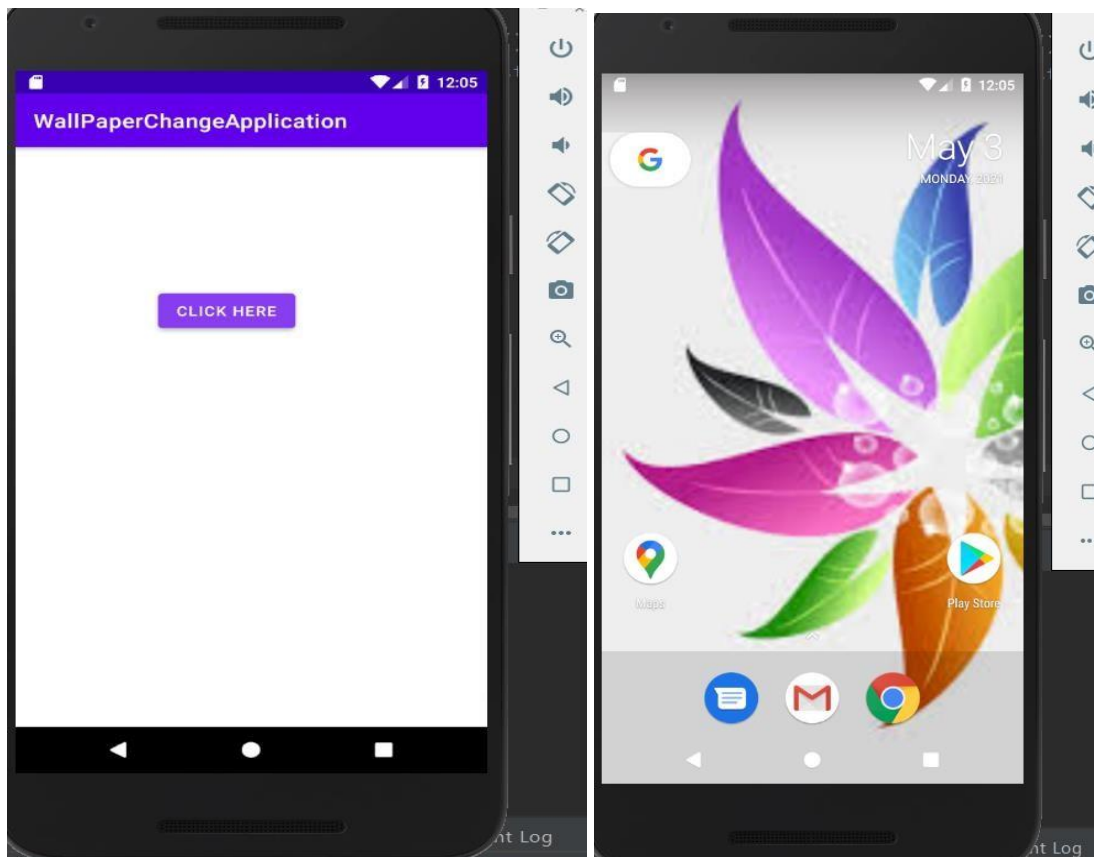 12:05
WallPaperChangeApplication
CLICK HERE
nt Log
12:05
G
May 3
MONDAY, 2021
Maps
Play Store
nt Log